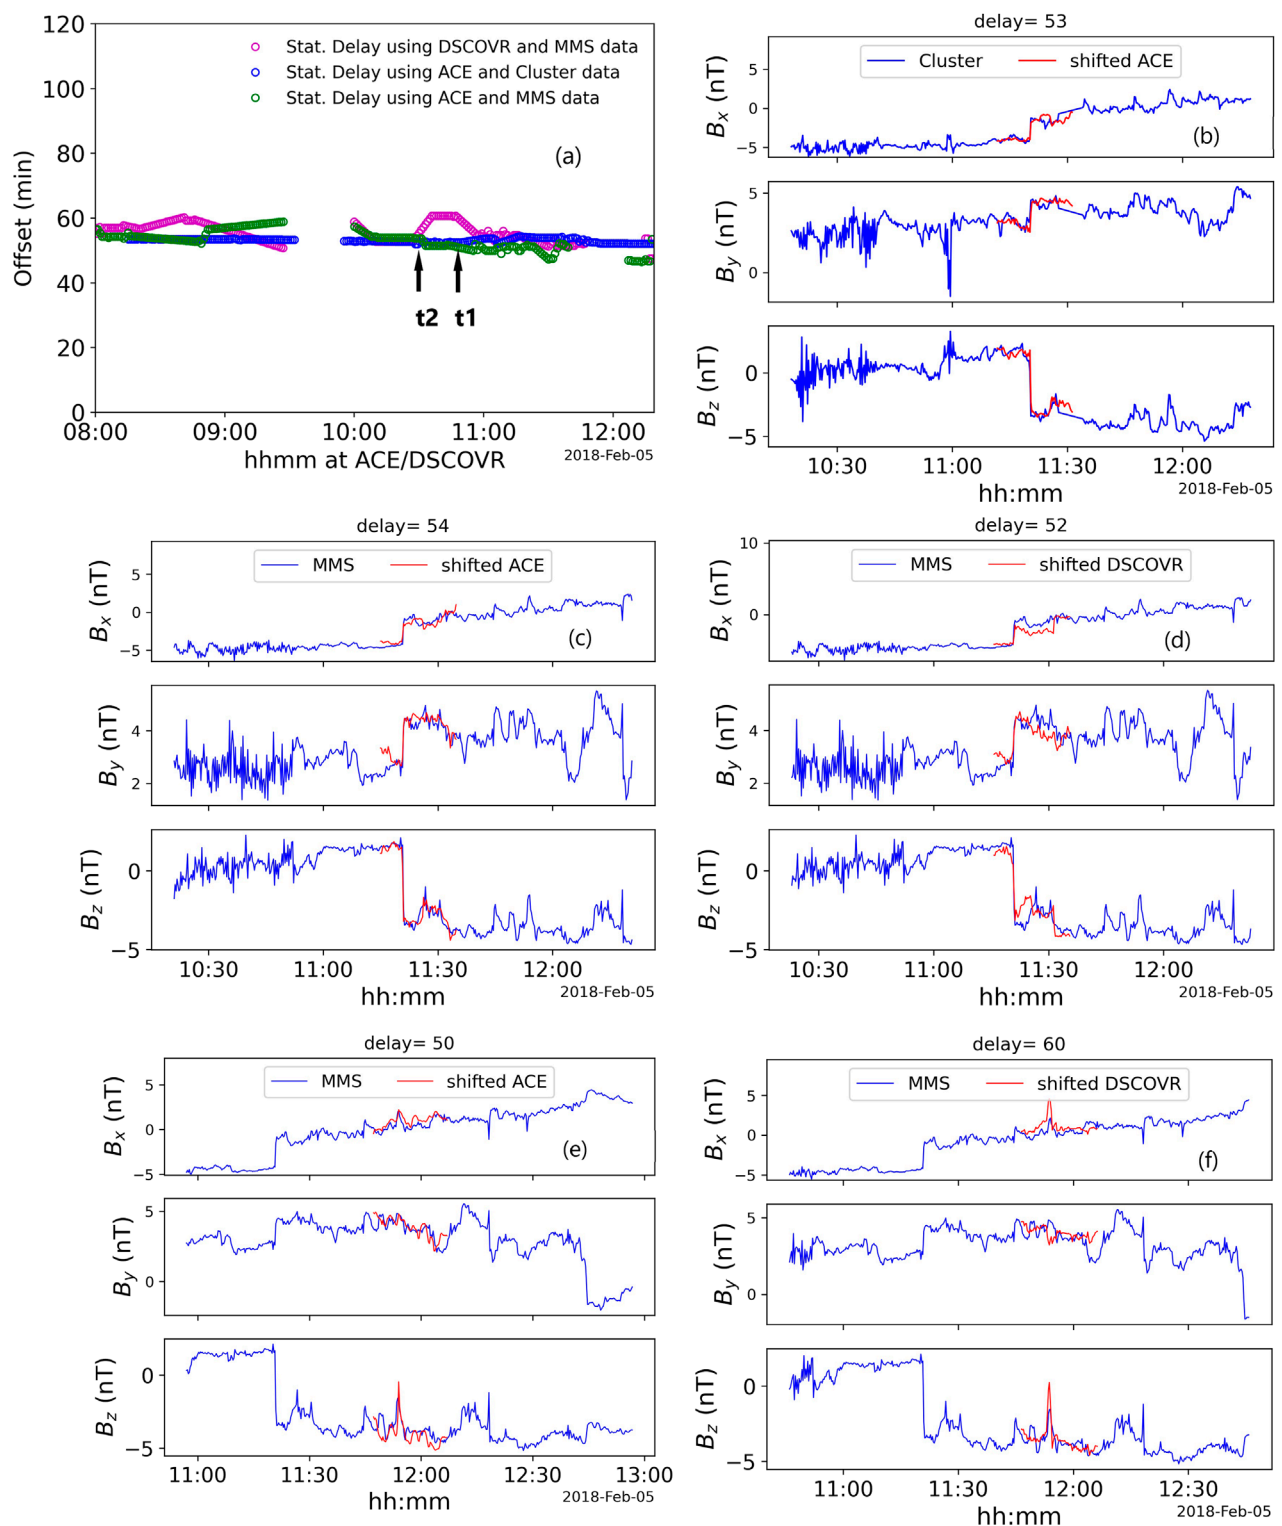 120
100
80
60
40
20
0
Offset (min)
Stat. Delay using DSCOVR and MMS data
Stat. Delay using ACE and Cluster data
Stat. Delay using ACE and MMS data
(a)
t2 t1
08:00 09:00 10:00 11:00 12:00
hhmm at ACE/DSCOVR
2018-Feb-05
delay= 53
Cluster shifted ACE
Bx (nT)
5
0
−5
(b)
By (nT)
5
0
Bz (nT)
0
−5
10:30 11:00 11:30 12:00
hh:mm
2018-Feb-05
delay= 54
MMS shifted ACE
Bx (nT)
5
0
−5
(c)
By (nT)
4
2
Bz (nT)
0
−5
10:30 11:00 11:30 12:00
hh:mm
2018-Feb-05
delay= 52
MMS shifted DSCOVR
Bx (nT)
10
0
(d)
By (nT)
4
2
Bz (nT)
0
−5
10:30 11:00 11:30 12:00
hh:mm
2018-Feb-05
delay= 50
MMS shifted ACE
Bx (nT)
5
0
−5
(e)
By (nT)
5
0
Bz (nT)
0
−5
11:00 11:30 12:00 12:30 13:00
hh:mm
2018-Feb-05
delay= 60
MMS shifted DSCOVR
Bx (nT)
5
0
−5
(f)
By (nT)
5
0
Bz (nT)
0
−5
11:00 11:30 12:00 12:30
hh:mm
2018-Feb-05